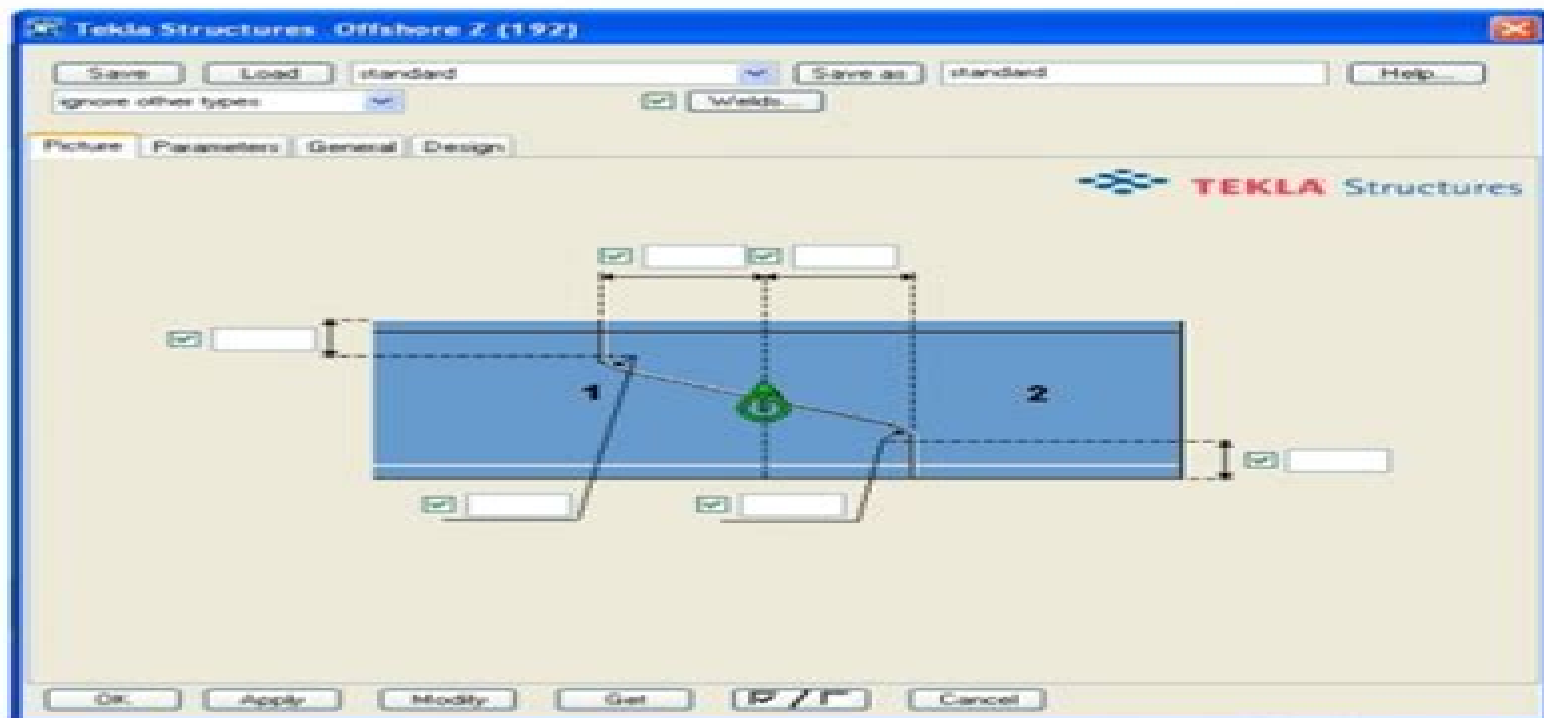 Tekla Structures Offshore Z (192)
Save Load standard Save as standard Help...
ignore other types Welds...
Picture Parameters General Design
TEKLA Structures
1 2
OK Apply Modify Get / Cancel